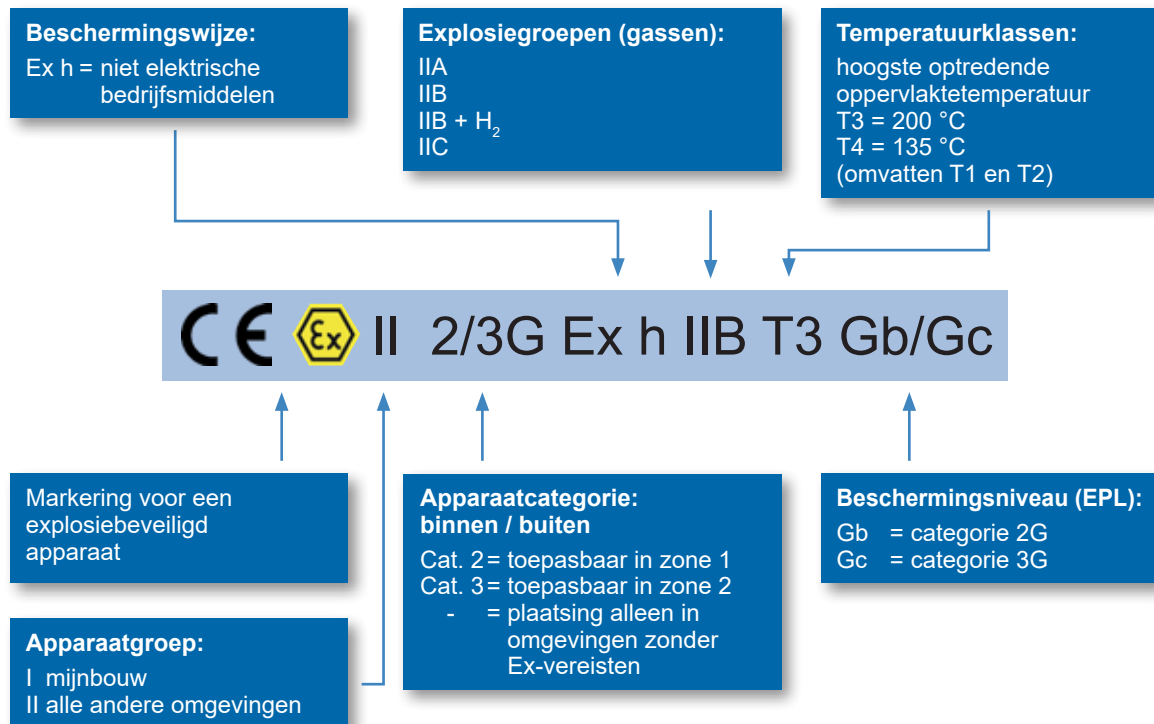 Beschermingswijze:
Ex h = niet elektrische
bedrijfsmiddelen
Explosiegroepen (gassen):
IIA
IIB
IIB + H₂
IIC
Temperatuurklassen:
hoogste optredende
oppervlaktetemperatuur
T3 = 200 °C
T4 = 135 °C
(omvatten T1 en T2)
CE Ex II 2/3G Ex h IIB T3 Gb/Gc
Markering voor een
explosiebeveiligd
apparaat
Apparaatgroep:
I mijnbouw
II alle andere omgevingen
Apparaatcategorie:
binnen / buiten
Cat. 2 = toepasbaar in zone 1
Cat. 3 = toepasbaar in zone 2
- = plaatsing alleen in
omgevingen zonder
Ex-vereisten
Beschermingsniveau (EPL):
Gb = categorie 2G
Gc = categorie 3G